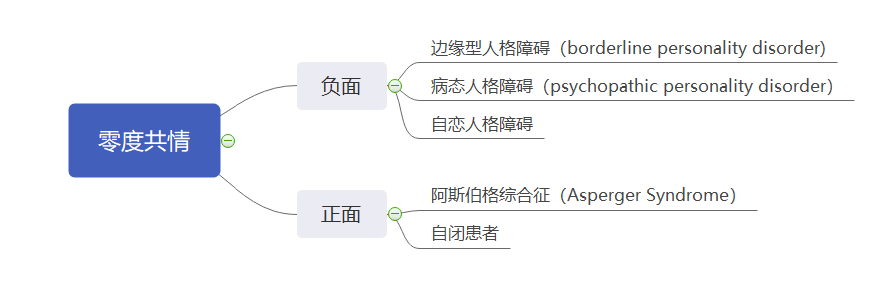 零度共情
负面
边缘型人格障碍（borderline personality disorder)
病态人格障碍（psychopathic personality disorder）
自恋人格障碍
正面
阿斯伯格综合征（Asperger Syndrome）
自闭患者